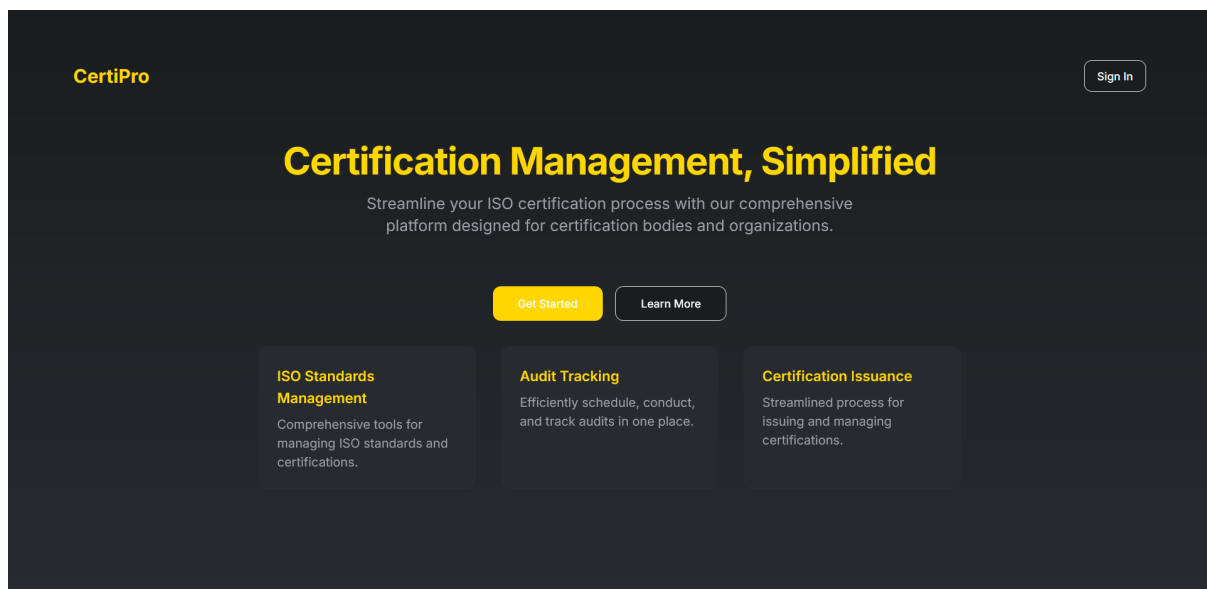 CertiPro
Sign In
Certification Management, Simplified
Streamline your ISO certification process with our comprehensive
platform designed for certification bodies and organizations.
Get Started
Learn More
ISO Standards
Management
Comprehensive tools for
managing ISO standards and
certifications.
Audit Tracking
Efficiently schedule, conduct,
and track audits in one place.
Certification Issuance
Streamlined process for
issuing and managing
certifications.